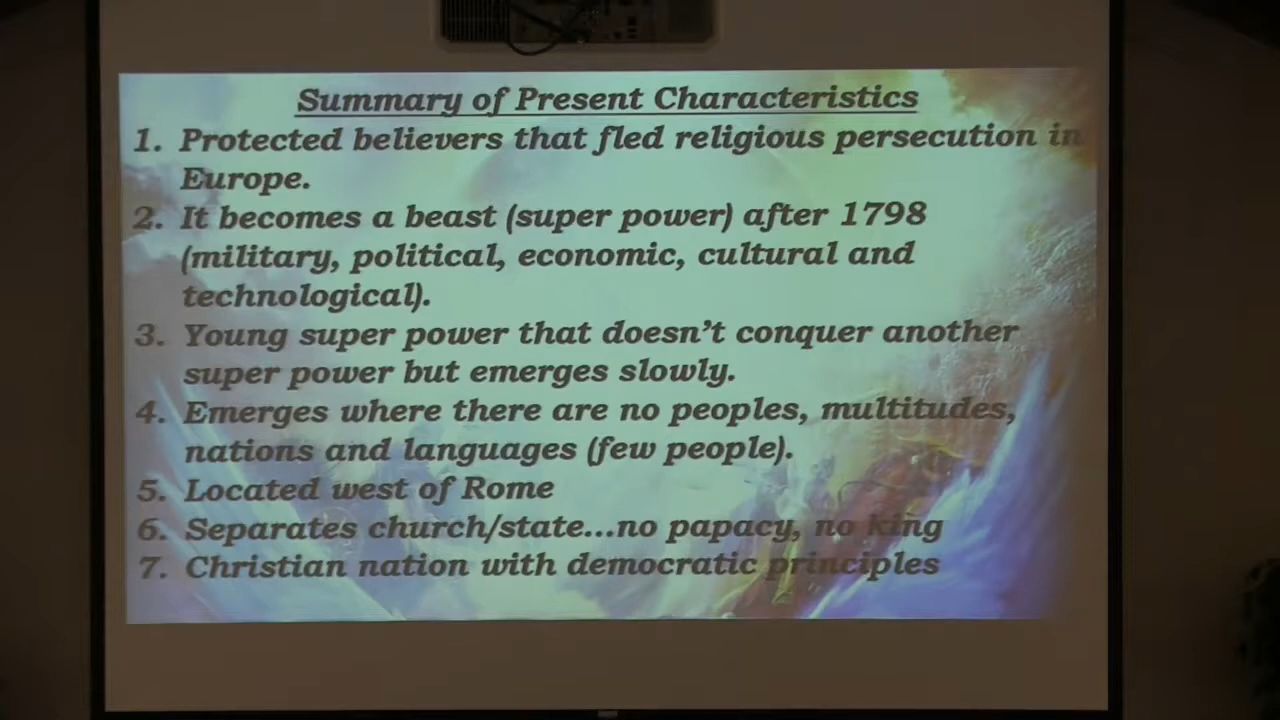 Summary of Present Characteristics
1. Protected believers that fled religious persecution in
Europe.
2. It becomes a beast (super power) after 1798
(military, political, economic, cultural and
technological).
3. Young super power that doesn't conquer another
super power but emerges slowly.
4. Emerges where there are no peoples, multitudes,
nations and languages (few people).
5. Located west of Rome
6. Separates church/state...no papacy, no king
7. Christian nation with democratic principles